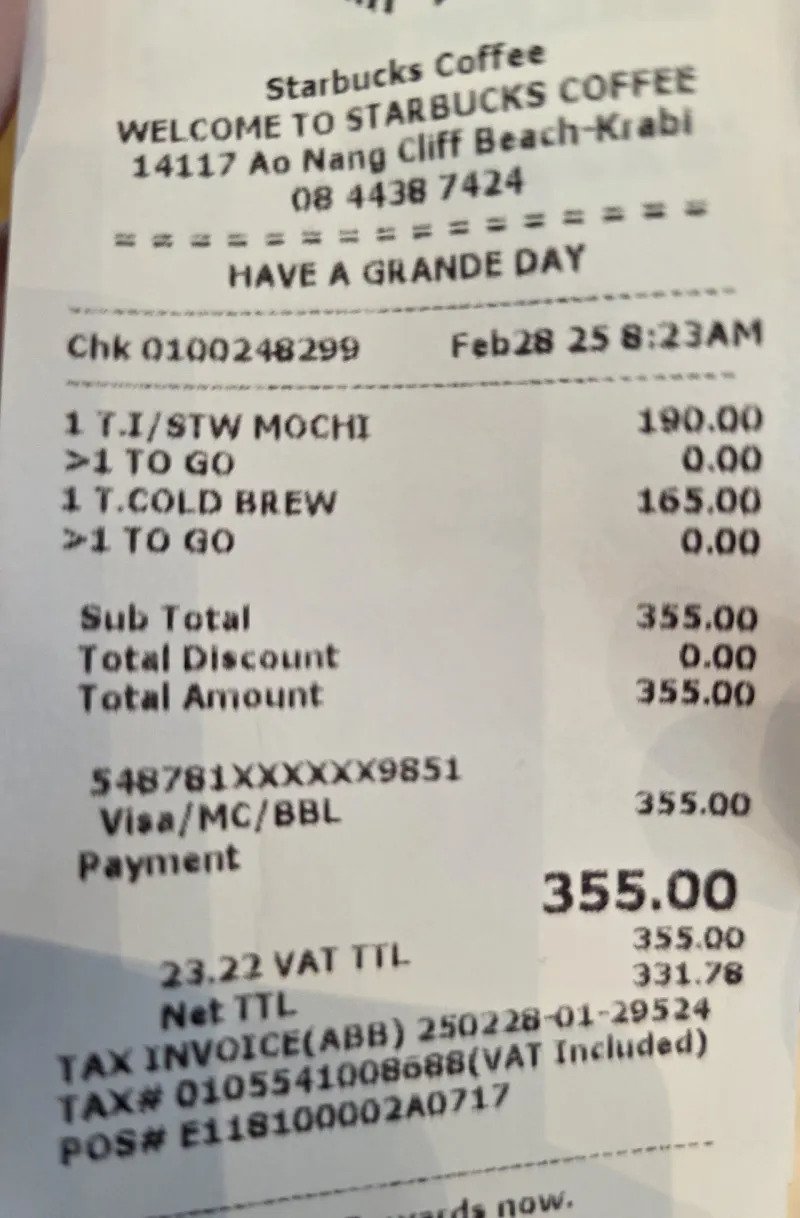 Starbucks Coffee
WELCOME TO STARBUCKS COFFEE
14117 Ao Nang Cliff Beach-Krabi
08 4438 7424
= = = = = = = = = = = = = = = =
HAVE A GRANDE DAY
Chk 0100248299 Feb28 25 8:23AM
1 T.I/STW MOCHI 190.00
>1 TO GO 0.00
1 T.COLD BREW 165.00
>1 TO GO 0.00
Sub Total 355.00
Total Discount 0.00
Total Amount 355.00
548781XXXXXX9851
Visa/MC/BBL 355.00
Payment 355.00
23.22 VAT TTL 355.00
Net TTL 331.78
TAX INVOICE(ABB) 250228-01-29524
TAX# 0105541008688(VAT Included)
POS# E118100002A0717
now.